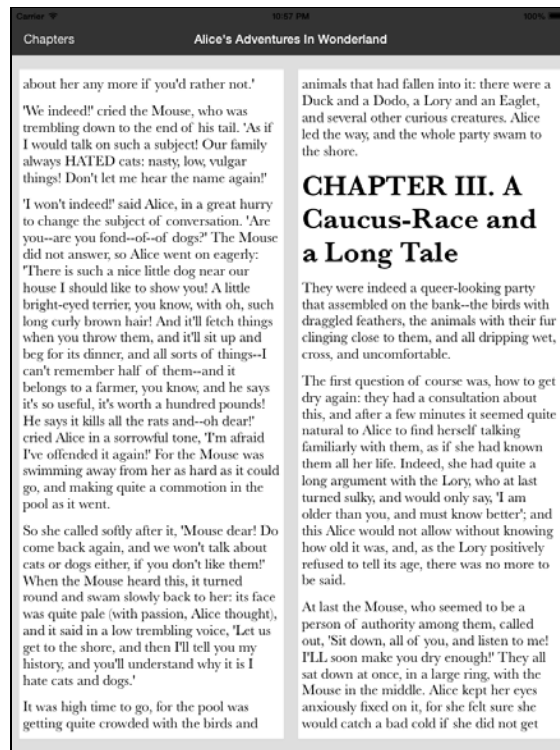 Carrier
10:57 PM
100%
Chapters
Alice's Adventures In Wonderland
about her any more if you'd rather not.'
'We indeed!' cried the Mouse, who was
trembling down to the end of his tail. 'As if
I would talk on such a subject! Our family
always HATED cats: nasty, low, vulgar
things! Don't let me hear the name again!'
'I won't indeed!' said Alice, in a great hurry
to change the subject of conversation. 'Are
you--are you fond--of--of dogs?' The Mouse
did not answer, so Alice went on eagerly:
'There is such a nice little dog near our
house I should like to show you! A little
bright-eyed terrier, you know, with oh, such
long curly brown hair! And it'll fetch things
when you throw them, and it'll sit up and
beg for its dinner, and all sorts of things--I
can't remember half of them--and it
belongs to a farmer, you know, and he says
it's so useful, it's worth a hundred pounds!
He says it kills all the rats and--oh dear!'
cried Alice in a sorrowful tone, 'I'm afraid
I've offended it again!' For the Mouse was
swimming away from her as hard as it could
go, and making quite a commotion in the
pool as it went.
So she called softly after it, 'Mouse dear! Do
come back again, and we won't talk about
cats or dogs either, if you don't like them!'
When the Mouse heard this, it turned
round and swam slowly back to her: its face
was quite pale (with passion, Alice thought),
and it said in a low trembling voice, 'Let us
get to the shore, and then I'll tell you my
history, and you'll understand why it is I
hate cats and dogs.'
It was high time to go, for the pool was
getting quite crowded with the birds and
animals that had fallen into it: there were a
Duck and a Dodo, a Lory and an Eaglet,
and several other curious creatures. Alice
led the way, and the whole party swam to
the shore.
CHAPTER III. A
Caucus-Race and
a Long Tale
They were indeed a queer-looking party
that assembled on the bank--the birds with
draggled feathers, the animals with their fur
clinging close to them, and all dripping wet,
cross, and uncomfortable.
The first question of course was, how to get
dry again: they had a consultation about
this, and after a few minutes it seemed quite
natural to Alice to find herself talking
familiarly with them, as if she had known
them all her life. Indeed, she had quite a
long argument with the Lory, who at last
turned sulky, and would only say, 'I am
older than you, and must know better'; and
this Alice would not allow without knowing
how old it was, and, as the Lory positively
refused to tell its age, there was no more to
be said.
At last the Mouse, who seemed to be a
person of authority among them, called
out, 'Sit down, all of you, and listen to me!
I'LL soon make you dry enough!' They all
sat down at once, in a large ring, with the
Mouse in the middle. Alice kept her eyes
anxiously fixed on it, for she felt sure she
would catch a bad cold if she did not get